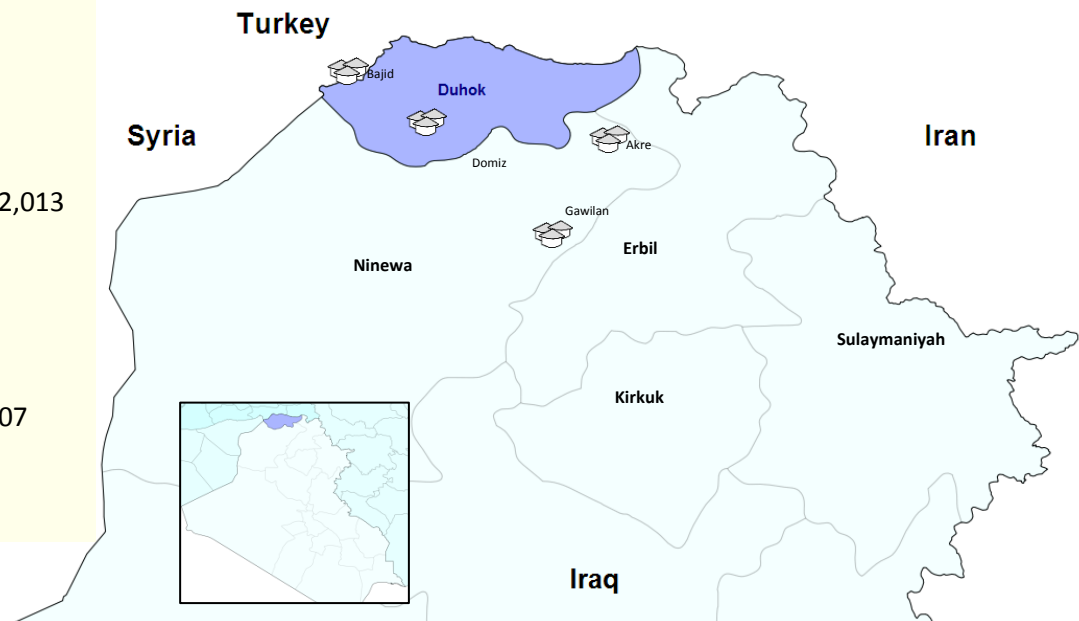 Turkey
Bajid
Duhok
Syria
Iran
Akre
Domiz
2,013
Gawilan
Erbil
Ninewa
Sulaymaniyah
Kirkuk
07
Iraq